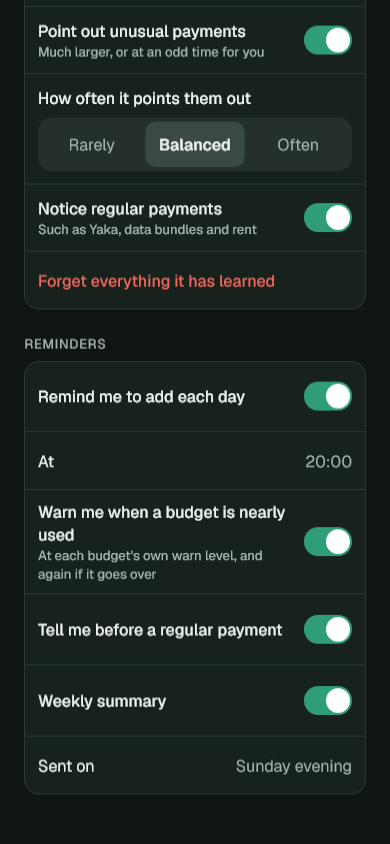 Point out unusual payments
Much larger, or at an odd time for you
How often it points them out
Rarely
Balanced
Often
Notice regular payments
Such as Yaka, data bundles and rent
Forget everything it has learned
REMINDERS
Remind me to add each day
At
20:00
Warn me when a budget is nearly
used
At each budget's own warn level, and
again if it goes over
Tell me before a regular payment
Weekly summary
Sent on
Sunday evening